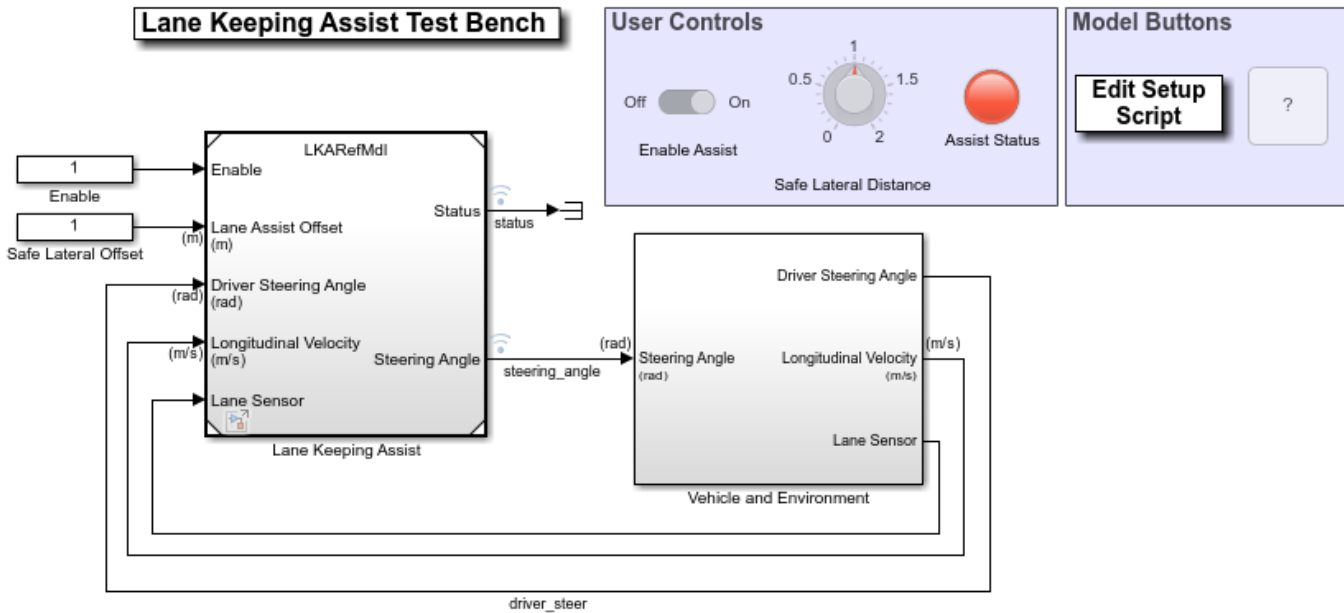 Lane Keeping Assist Test Bench
User Controls
Off
On
Enable Assist
0
0.5
1
1.5
2
Safe Lateral Distance
Assist Status
Model Buttons
Edit Setup
Script
?
1
Enable
1
Safe Lateral Offset
(m)
(rad)
(m/s)
LKARefMdl
Enable
Lane Assist Offset
(m)
Driver Steering Angle
(rad)
Longitudinal Velocity
(m/s)
Lane Sensor
Status
Steering Angle
Lane Keeping Assist
status
steering_angle
(rad)
Steering Angle
(rad)
Driver Steering Angle
Longitudinal Velocity
(m/s)
Lane Sensor
(m/s)
Vehicle and Environment
driver_steer